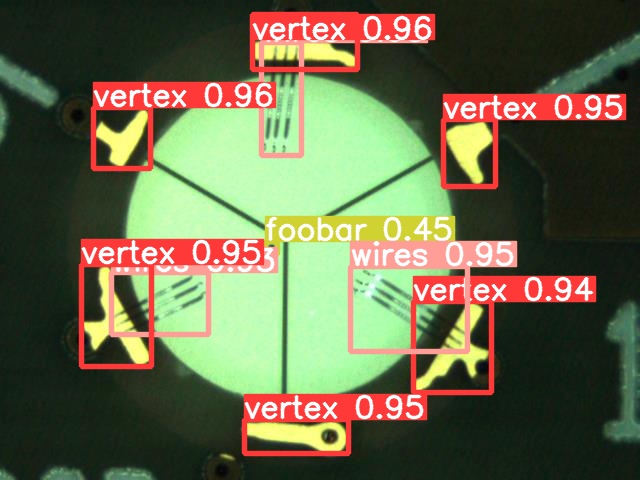 vertex 0.96
vertex 0.96
vertex 0.95
foobar 0.45
vertex 0.95
wires 0.95
vertex 0.94
vertex 0.95